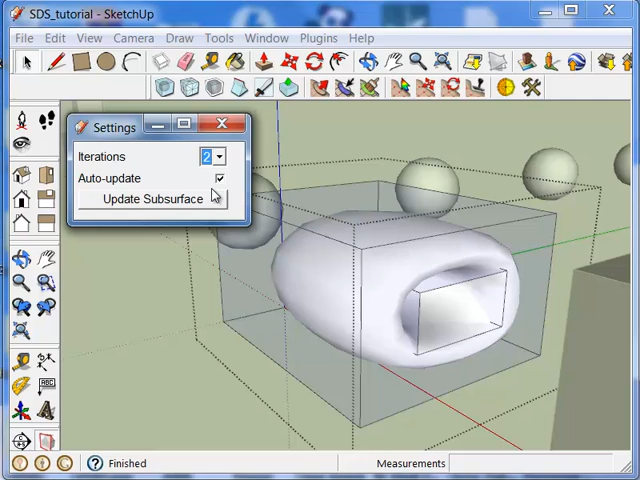 SDS_tutorial - SketchUp
File Edit View Camera Draw Tools Window Plugins Help
Settings
Iterations 2
Auto-update
Update Subsurface
ABC
Finished
Measurements